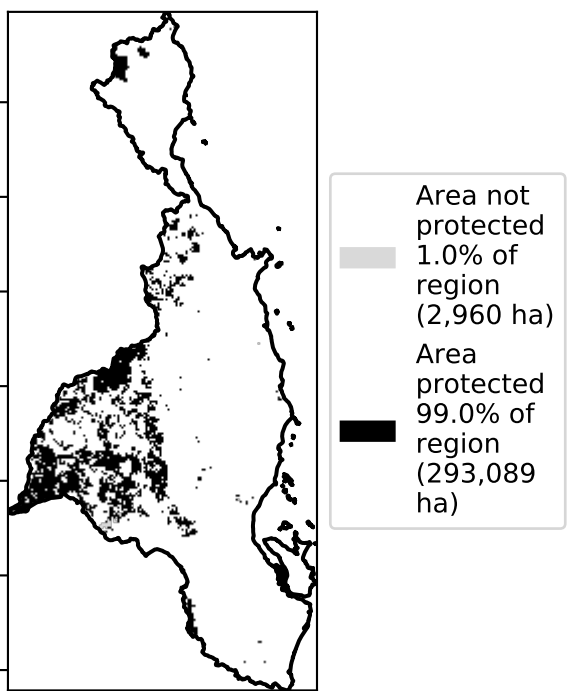 Area not
protected
1.0% of
region
(2,960 ha)
Area
protected
99.0% of
region
(293,089
ha)